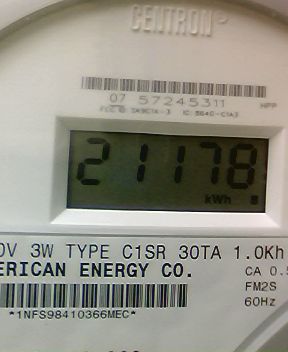 CENTRON
07 57245311 HPP
21178
kWh
0V 3W TYPE C1SR 30TA 1.0Kh
ERICAN ENERGY CO.
CA 0.5
FM2S
60Hz
*1NFS98410366MEC*